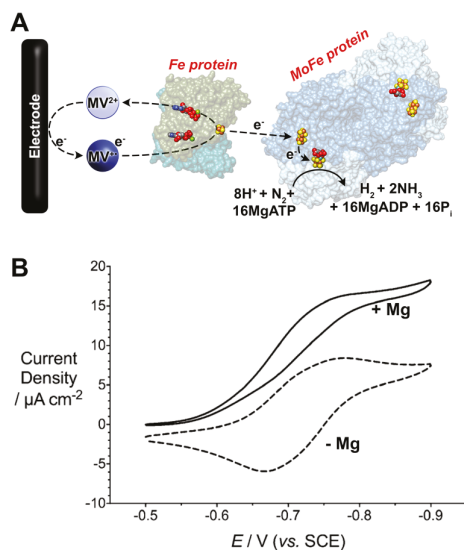 A
Fe protein
MoFe protein
Electrode
MV²⁺
e⁻
e⁻
MV⁺•
e⁻
e⁻
8H⁺ + N₂ +
16MgATP
H₂ + 2NH₃
+ 16MgADP + 16Pᵢ
B
Current
Density
/ µA cm⁻²
20
15
10
5
0
-5
-10
+ Mg
- Mg
-0.5
-0.6
-0.7
-0.8
-0.9
E / V (vs. SCE)